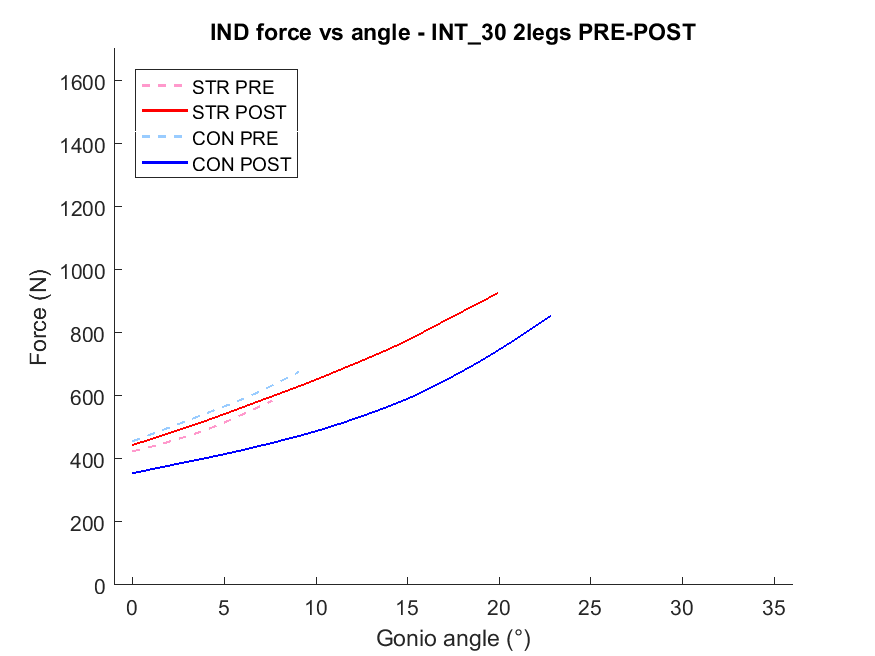 IND force vs angle - INT_30 2legs PRE-POST
STR PRE
STR POST
CON PRE
CON POST
Force (N)
1600
1400
1200
1000
800
600
400
200
0
0 5 10 15 20 25 30 35
Gonio angle (°)